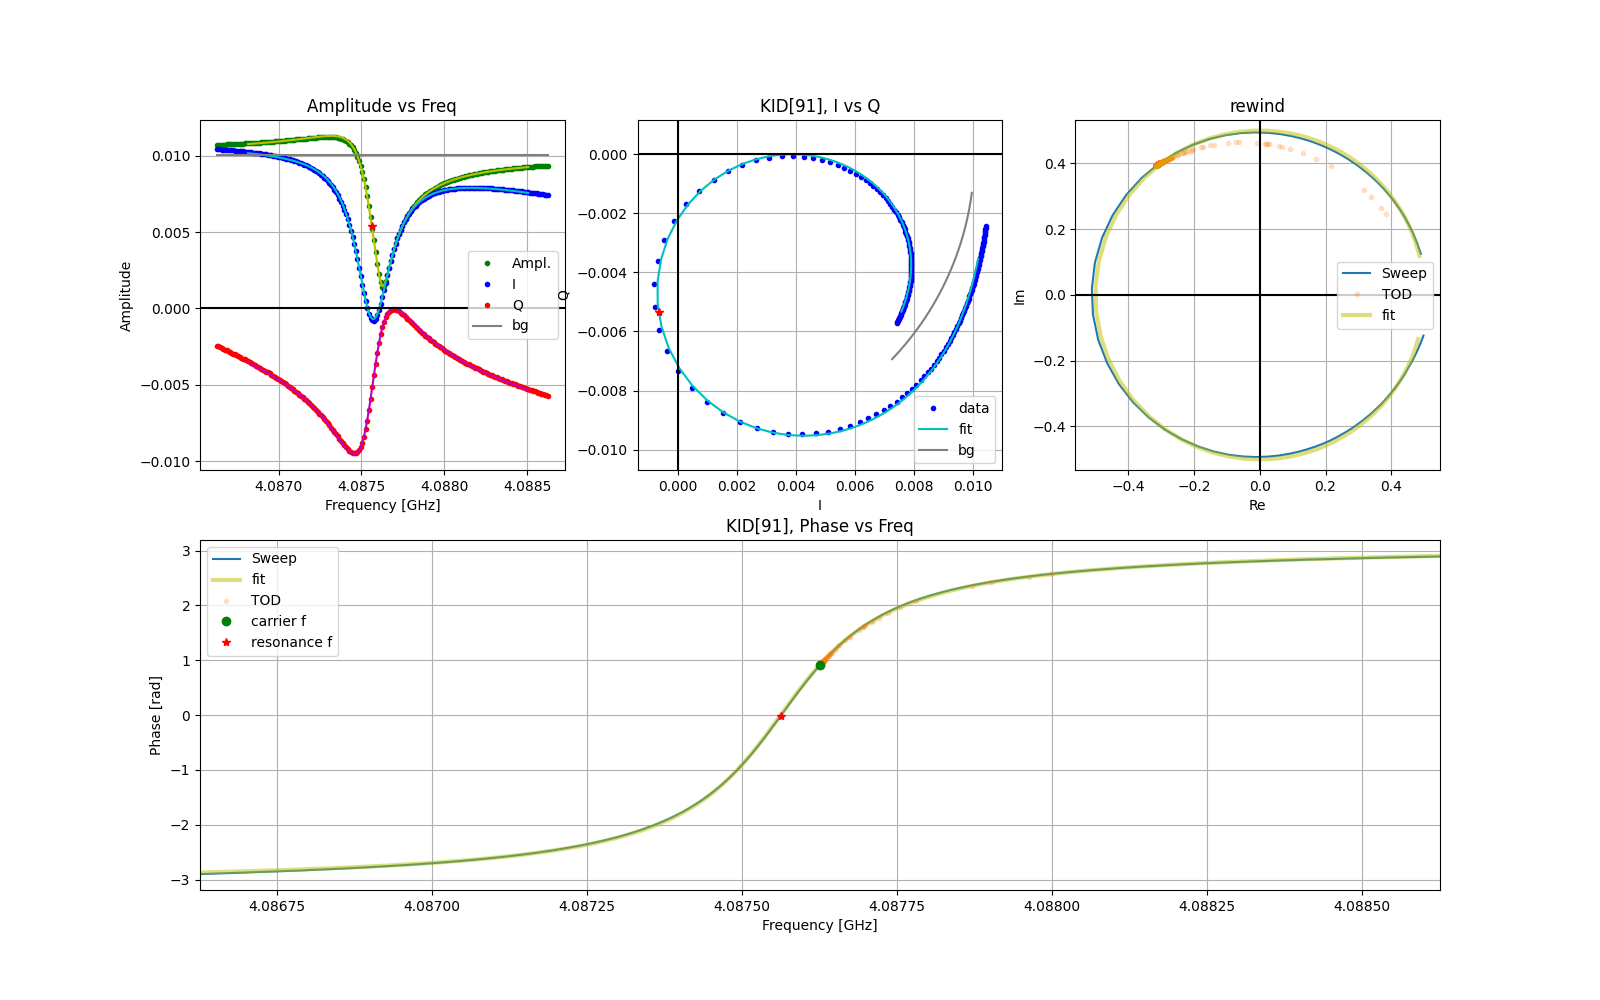 Amplitude vs Freq
Amplitude
0.010
0.005
0.000
−0.005
−0.010
4.0870
4.0875
4.0880
4.0885
Frequency [GHz]
Ampl.
I
Q
bg
KID[91], I vs Q
Q
0.000
−0.002
−0.004
−0.006
−0.008
−0.010
0.000
0.002
0.004
0.006
0.008
0.010
I
data
fit
bg
rewind
Im
0.4
0.2
0.0
−0.2
−0.4
−0.4
−0.2
0.0
0.2
0.4
Re
Sweep
TOD
fit
KID[91], Phase vs Freq
Phase [rad]
3
2
1
0
−1
−2
−3
4.08675
4.08700
4.08725
4.08750
4.08775
4.08800
4.08825
4.08850
Frequency [GHz]
Sweep
fit
TOD
carrier f
resonance f